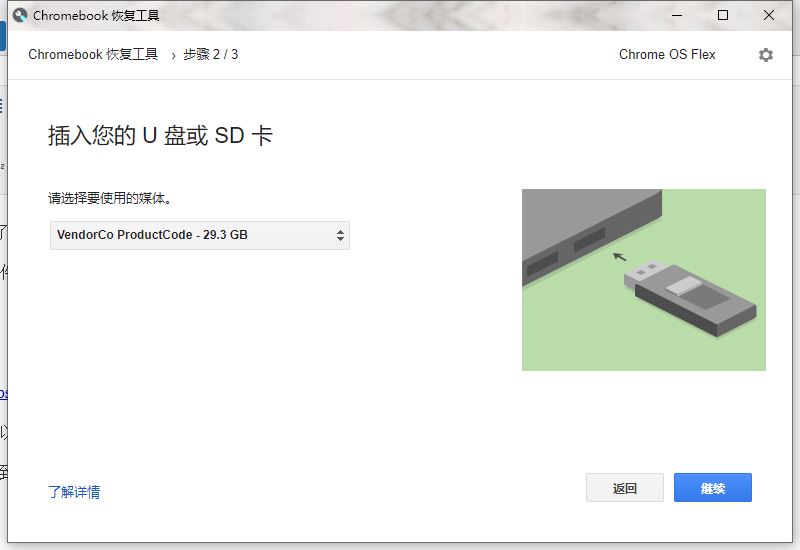 Chromebook 恢复工具
Chromebook 恢复工具 › 步骤 2 / 3
Chrome OS Flex
插入您的 U 盘或 SD 卡
请选择要使用的媒体。
VendorCo ProductCode - 29.3 GB
了解详情
返回
继续